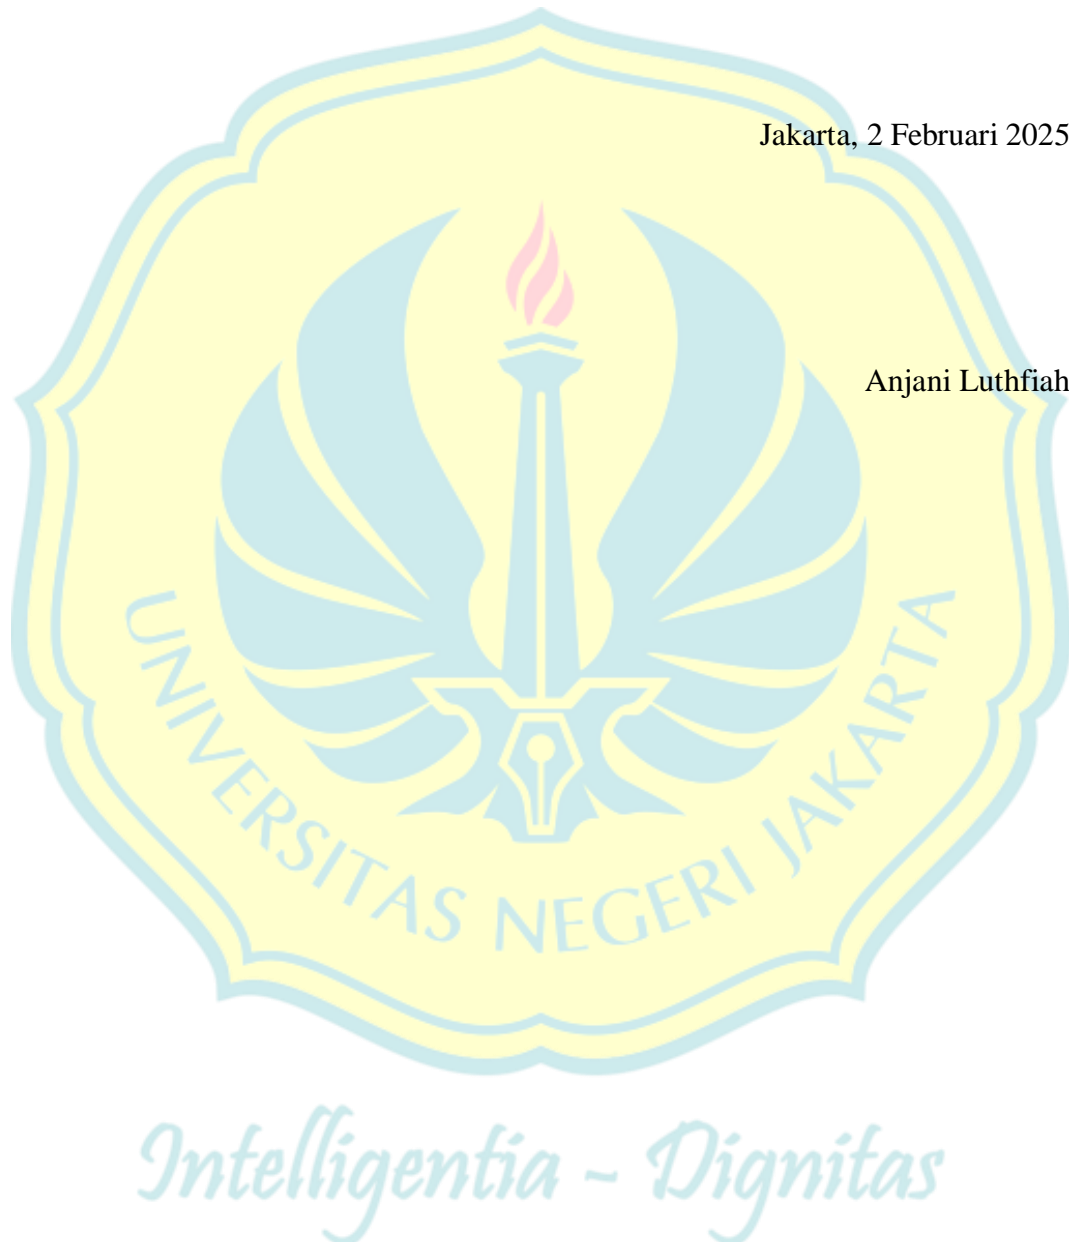 Jakarta, 2 Februari 2025
Anjani Luthfiah
UNIVERSITAS NEGERI JAKARTA
Intelligentia - Dignitas